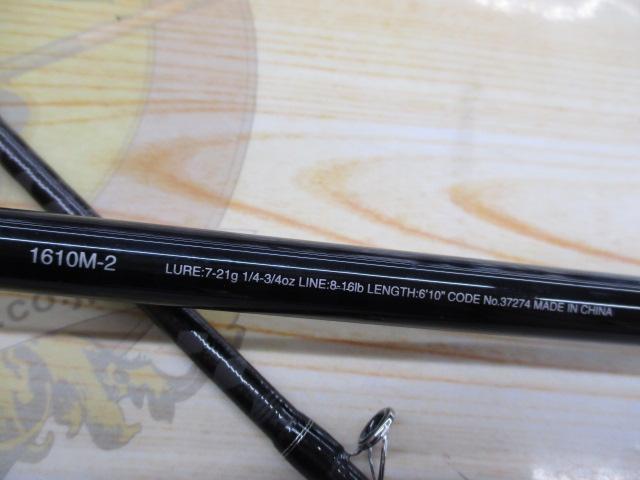 1610M-2 LURE:7-21g 1/4-3/4oz LINE:8-16lb LENGTH:6'10" CODE No.37274 MADE IN CHINA
.co.j